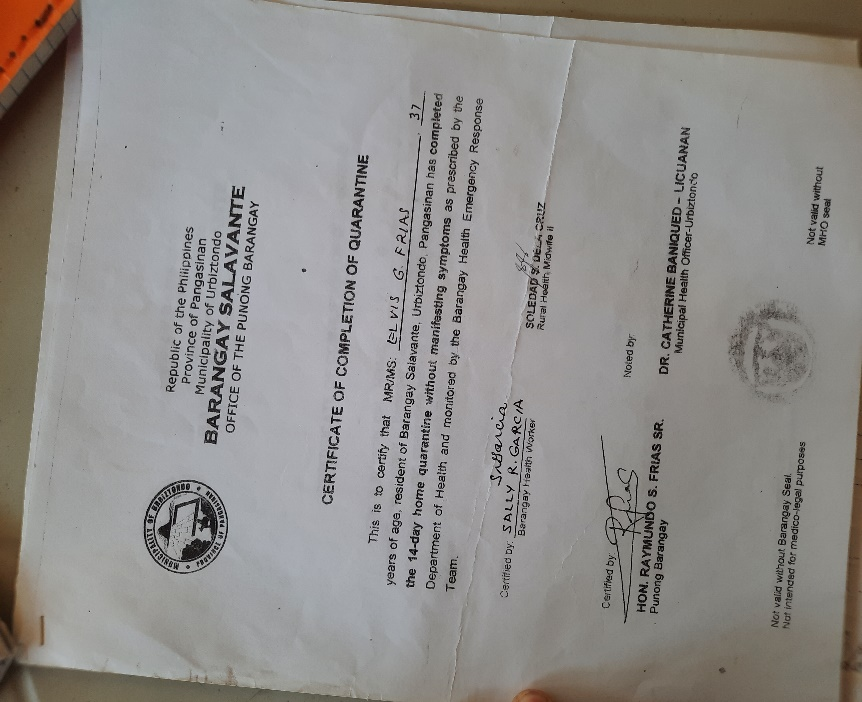 Republic of the Philippines
Province of Pangasinan
Municipality of Urbiztondo
BARANGAY SALAVANTE
OFFICE OF THE PUNONG BARANGAY
MUNICIPALITY OF URBIZTONDO
CERTIFICATE OF COMPLETION OF QUARANTINE
This is to certify that MR/MS: ELVIS G. FRIAS, 37
years of age, resident of Barangay Salavante, Urbiztondo, Pangasinan has completed
the 14-day home quarantine without manifesting symptoms as prescribed by the
Department of Health and monitored by the Barangay Health Emergency Response
Team.
Certified by: SALLY R. GARCIA
Barangay Health Worker
SOLEDAD S. DELA CRUZ
Rural Health Midwife II
Certified by:
HON. RAYMUNDO S. FRIAS SR.
Punong Barangay
Noted by:
DR. CATHERINE BANIQUED – LICUANAN
Municipal Health Officer-Urbiztondo
Not valid without Barangay Seal.
Not intended for medico-legal purposes
Not valid without
MHO seal